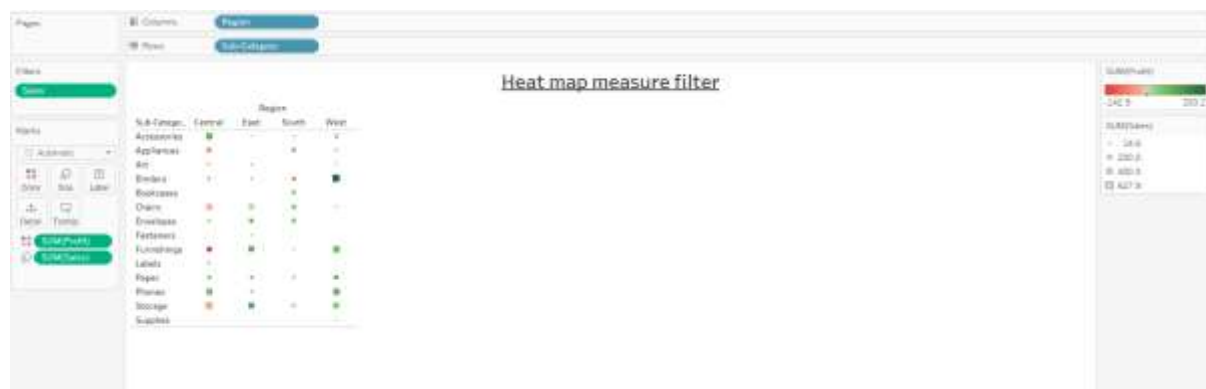 Pages
Columns
Region
Rows
Sub-Category
Filters
Sales
Marks
Automatic
Color Size Label
Detail Tooltip
SUM(Profit)
SUM(Sales)
Heat map measure filter
Region
Sub-Catego.. Central East South West
Accessories
Appliances
Art
Binders
Bookcases
Chairs
Envelopes
Fasteners
Furnishings
Labels
Paper
Phones
Storage
Supplies
SUM(Profit)
SUM(Sales)